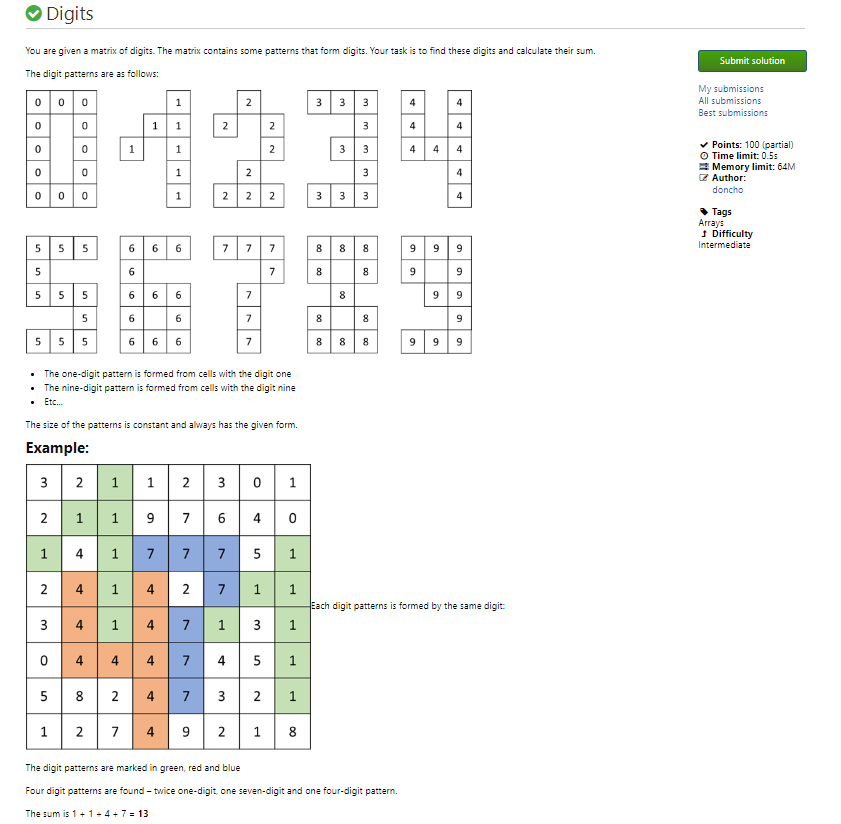 Digits
You are given a matrix of digits. The matrix contains some patterns that form digits. Your task is to find these digits and calculate their sum.
The digit patterns are as follows:
0 0 0 1 2 3 3 3 4 4
0 0 1 1 2 2 3 4 4
0 0 1 1 2 3 3 4 4 4
0 0 1 2 3 4
0 0 0 1 2 2 2 3 3 3 4
5 5 5 6 6 6 7 7 7 8 8 8 9 9 9
5 6 7 8 8 9 9
5 5 5 6 6 6 7 8 9 9
5 6 6 7 8 8 9
5 5 5 6 6 6 7 8 8 8 9 9 9
• The one-digit pattern is formed from cells with the digit one
• The nine-digit pattern is formed from cells with the digit nine
• Etc...
The size of the patterns is constant and always has the given form.
Example:
3 2 1 1 2 3 0 1
2 1 1 9 7 6 4 0
1 4 1 7 7 7 5 1
2 4 1 4 2 7 1 1
3 4 1 4 7 1 3 1
0 4 4 4 7 4 5 1
5 8 2 4 7 3 2 1
1 2 7 4 9 2 1 8
Each digit patterns is formed by the same digit:
The digit patterns are marked in green, red and blue
Four digit patterns are found – twice one-digit, one seven-digit and one four-digit pattern.
The sum is 1 + 1 + 4 + 7 = 13
Submit solution
My submissions
All submissions
Best submissions
Points: 100 (partial)
Time limit: 0.5s
Memory limit: 64M
Author:
doncho
Tags
Arrays
Difficulty
Intermediate